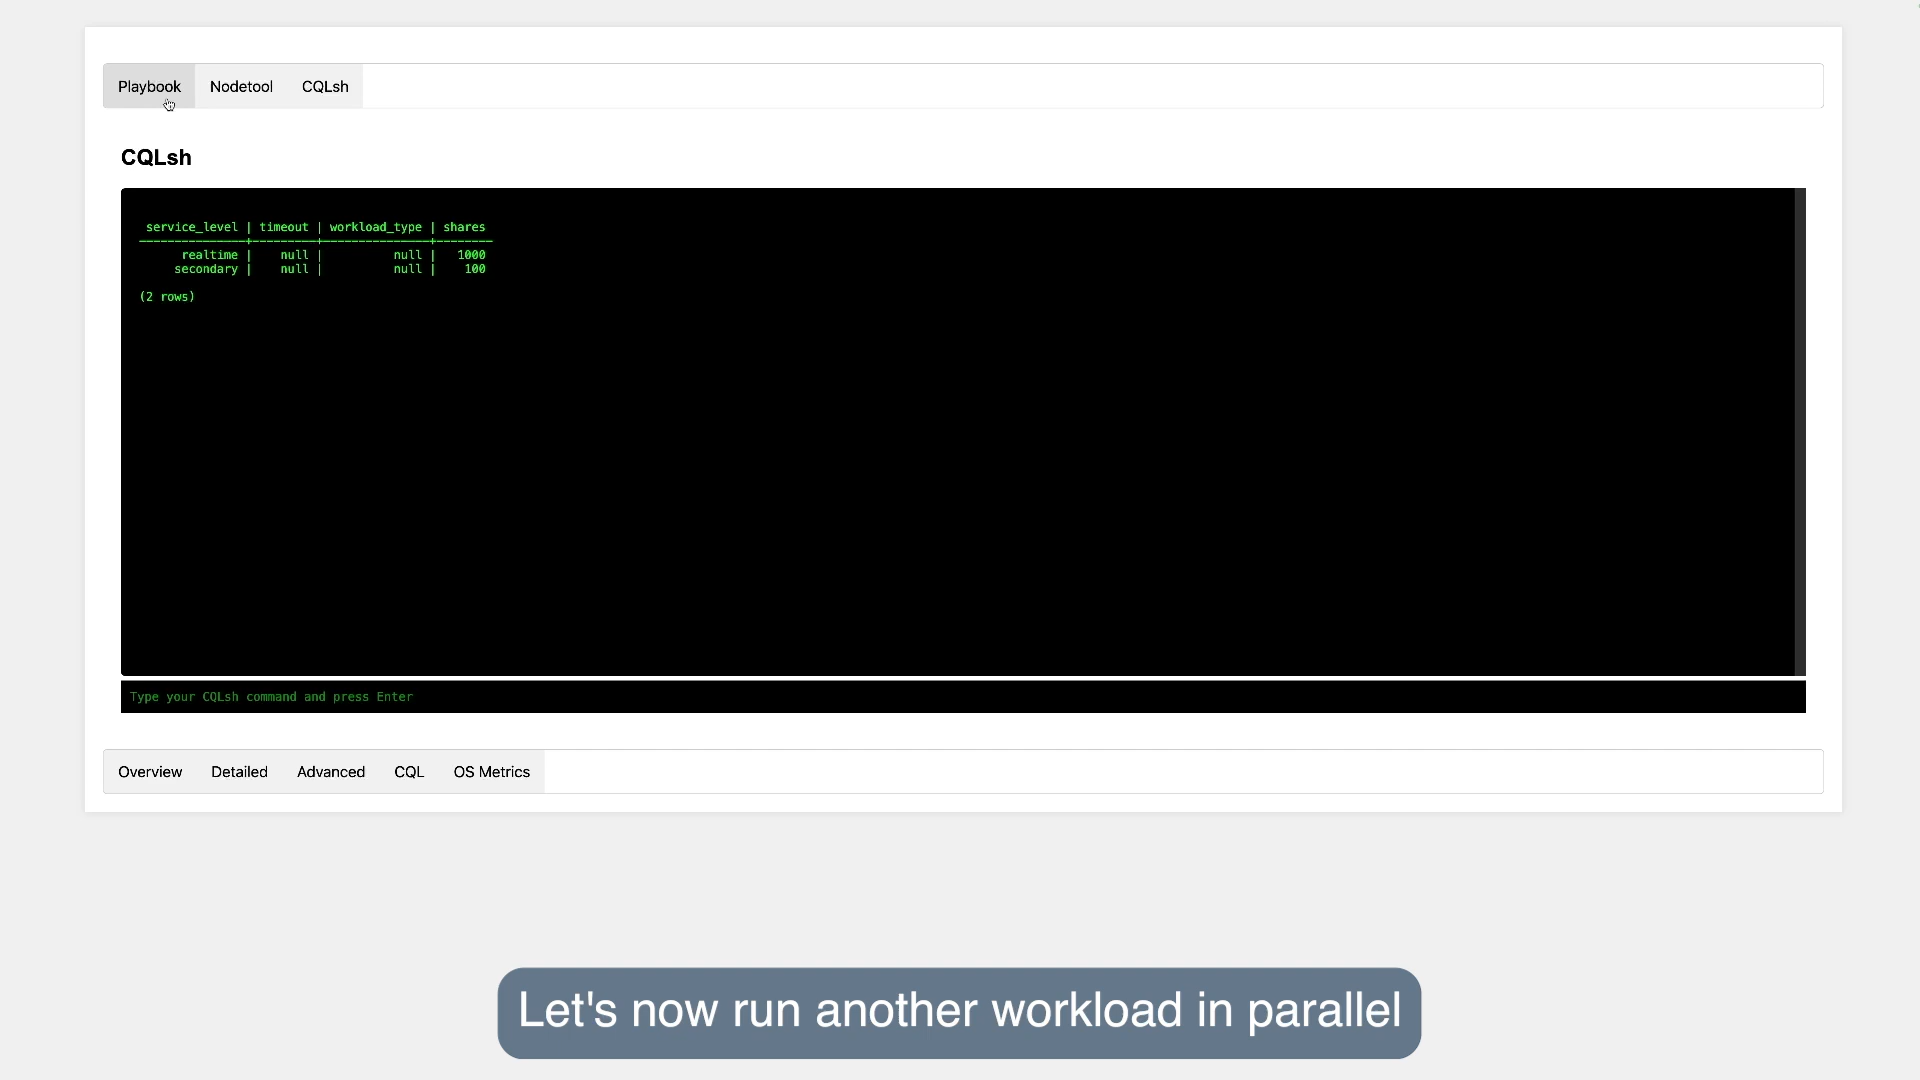 Playbook Nodetool CQLsh
CQLsh
service_level | timeout | workload_type | shares
---------------+---------+---------------+--------
realtime | null | null | 1000
secondary | null | null | 100
(2 rows)
Type your CQLsh command and press Enter
Overview Detailed Advanced CQL OS Metrics
Let's now run another workload in parallel